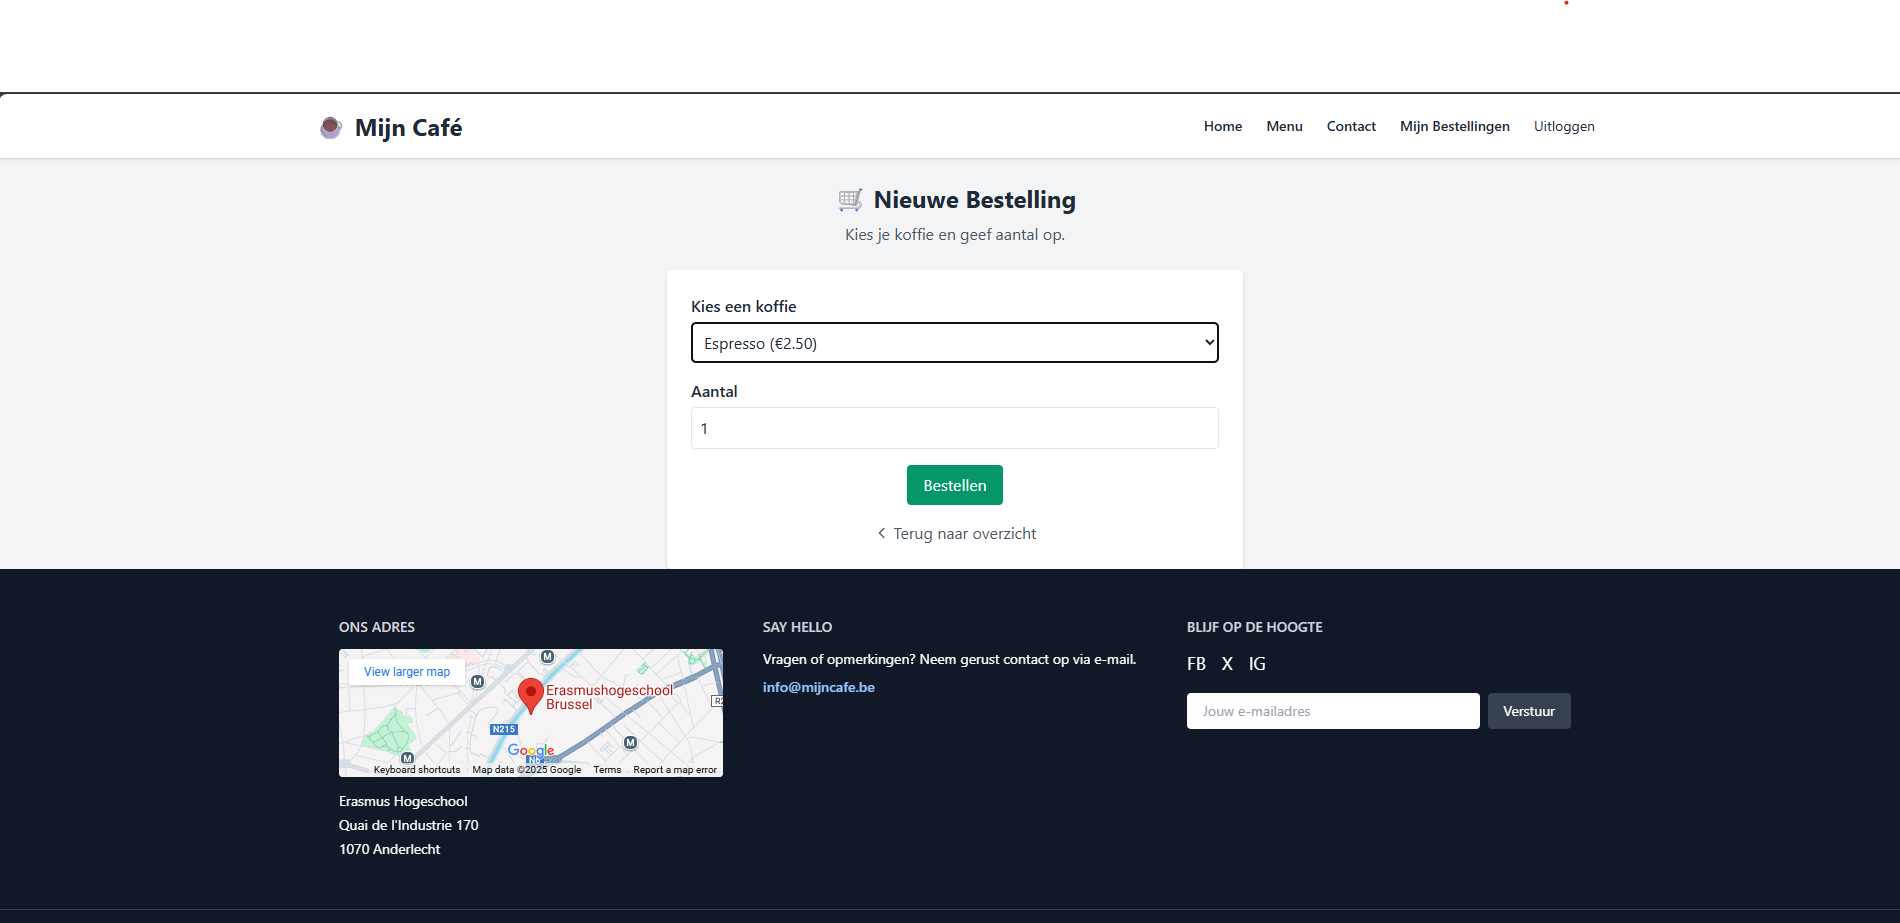 Mijn Café
Home Menu Contact Mijn Bestellingen Uitloggen
Nieuwe Bestelling
Kies je koffie en geef aantal op.
Kies een koffie
Espresso (€2.50)
Aantal
1
Bestellen
Terug naar overzicht
ONS ADRES
View larger map
M
M
Erasmushogeschool
Brussel
R2
N215
M
Google
M
N6
Keyboard shortcuts Map data ©2025 Google Terms Report a map error
Erasmus Hogeschool
Quai de l'Industrie 170
1070 Anderlecht
SAY HELLO
Vragen of opmerkingen? Neem gerust contact op via e-mail.
info@mijncafe.be
BLIJF OP DE HOOGTE
FB X IG
Jouw e-mailadres
Verstuur